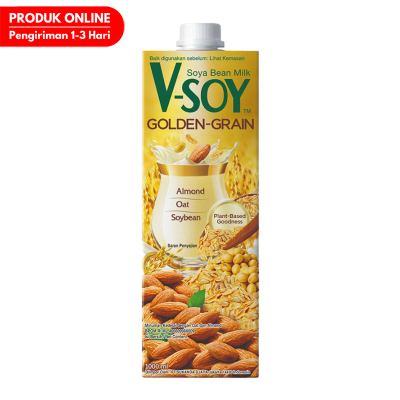 PRODUK ONLINE
Pengiriman 1-3 Hari
Baik digunakan sebelum: Lihat Kemasan
Soya Bean Milk
V-SOY
TM
GOLDEN-GRAIN
Almond
Oat
Soybean
Plant-Based
Goodness
Saran Penyajian
1000 ml